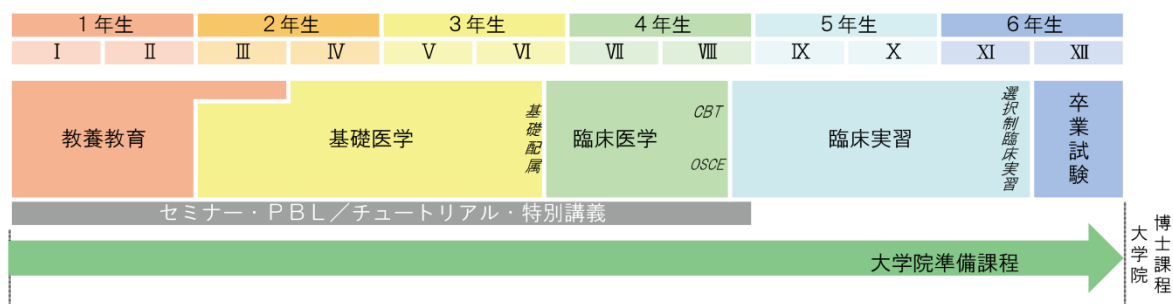 1年生 2年生 3年生 4年生 5年生 6年生
Ⅰ Ⅱ Ⅲ Ⅳ Ⅴ Ⅵ Ⅶ Ⅷ Ⅸ Ⅹ Ⅺ Ⅻ
教養教育
基礎医学
基礎配属
臨床医学
CBT
OSCE
臨床実習
選択制臨床実習
卒業試験
セミナー・PBL／チュートリアル・特別講義
大学院準備課程
大学院
博士課程